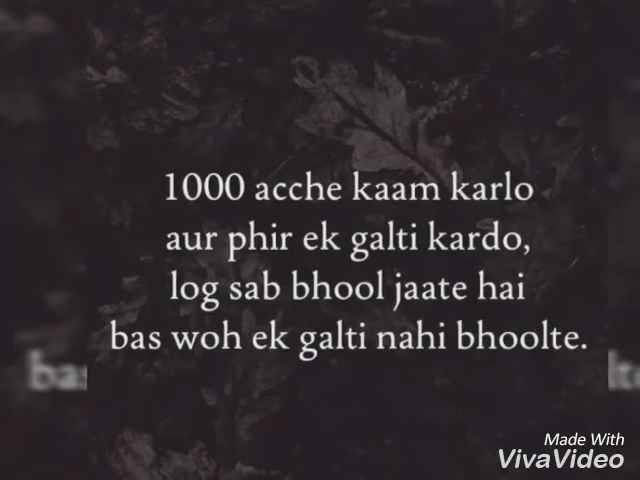 1000 acche kaam karlo
aur phir ek galti kardo,
log sab bhool jaate hai
bas woh ek galti nahi bhoolte.
Made With
VivaVideo